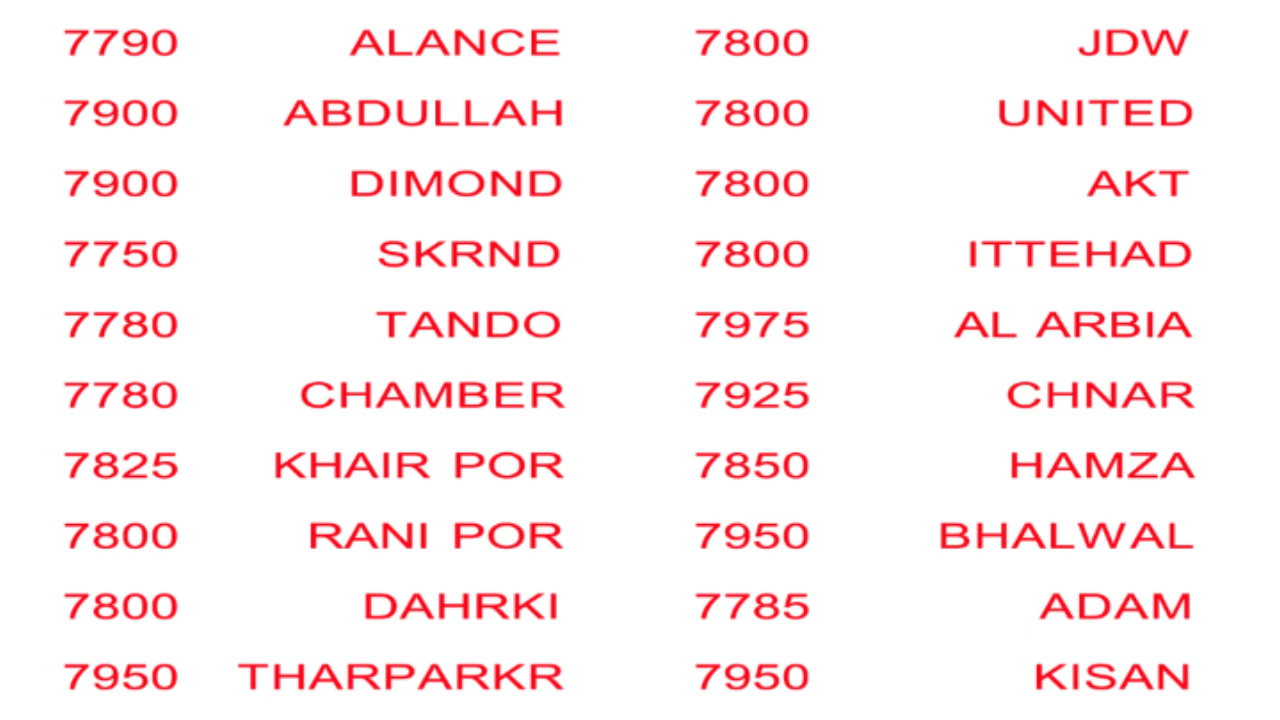 7790 ALANCE 7800 JDW
7900 ABDULLAH 7800 UNITED
7900 DIMOND 7800 AKT
7750 SKRND 7800 ITTEHAD
7780 TANDO 7975 AL ARBIA
7780 CHAMBER 7925 CHNAR
7825 KHAIR POR 7850 HAMZA
7800 RANI POR 7950 BHALWAL
7800 DAHRKI 7785 ADAM
7950 THARPARKR 7950 KISAN